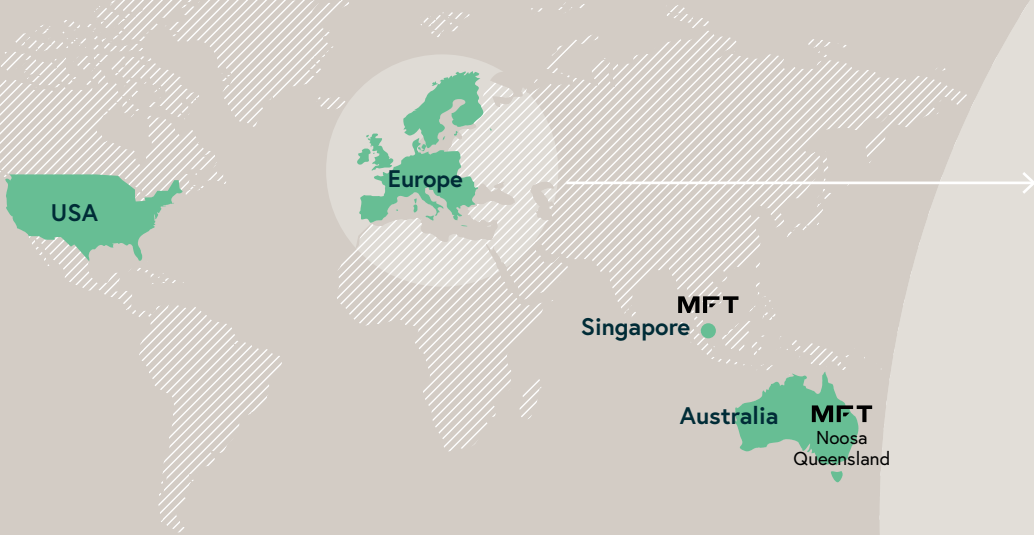 Europe
USA
MFT
Singapore
Australia
MFT
Noosa
Queensland